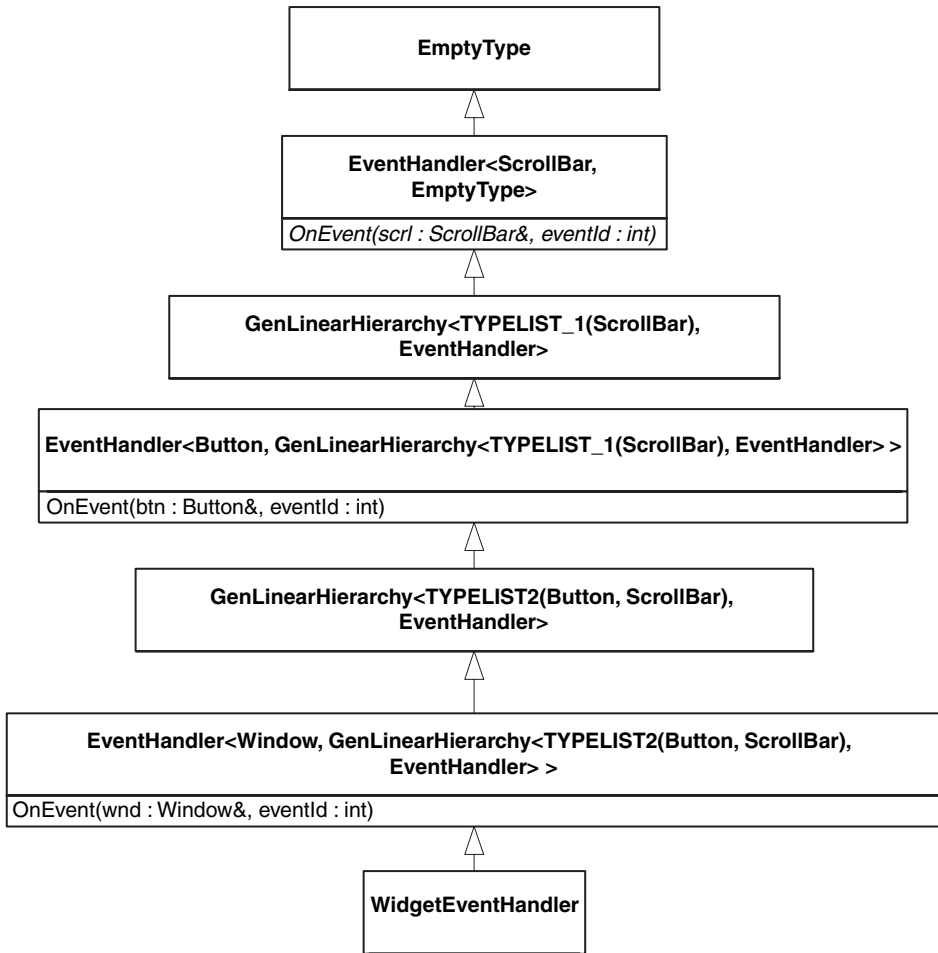 EmptyType
EventHandler<ScrollBar,
EmptyType>
OnEvent(scrl : ScrollBar&, eventId : int)
GenLinearHierarchy<TYPELIST_1(ScrollBar),
EventHandler>
EventHandler<Button, GenLinearHierarchy<TYPELIST_1(ScrollBar), EventHandler> >
OnEvent(btn : Button&, eventId : int)
GenLinearHierarchy<TYPELIST2(Button, ScrollBar),
EventHandler>
EventHandler<Window, GenLinearHierarchy<TYPELIST2(Button, ScrollBar),
EventHandler> >
OnEvent(wnd : Window&, eventId : int)
WidgetEventHandler